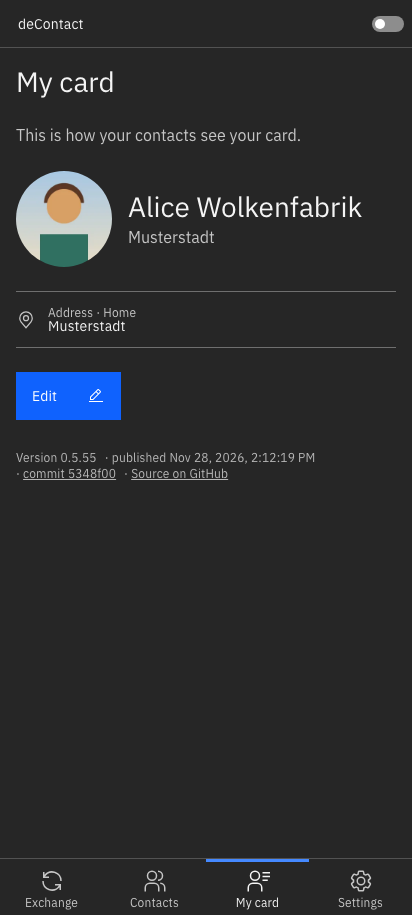 deContact
My card
This is how your contacts see your card.
Alice Wolkenfabrik
Musterstadt
Address · Home
Musterstadt
Edit
Version 0.5.55 · published Nov 28, 2026, 2:12:19 PM
· commit 5348f00 · Source on GitHub
Exchange
Contacts
My card
Settings